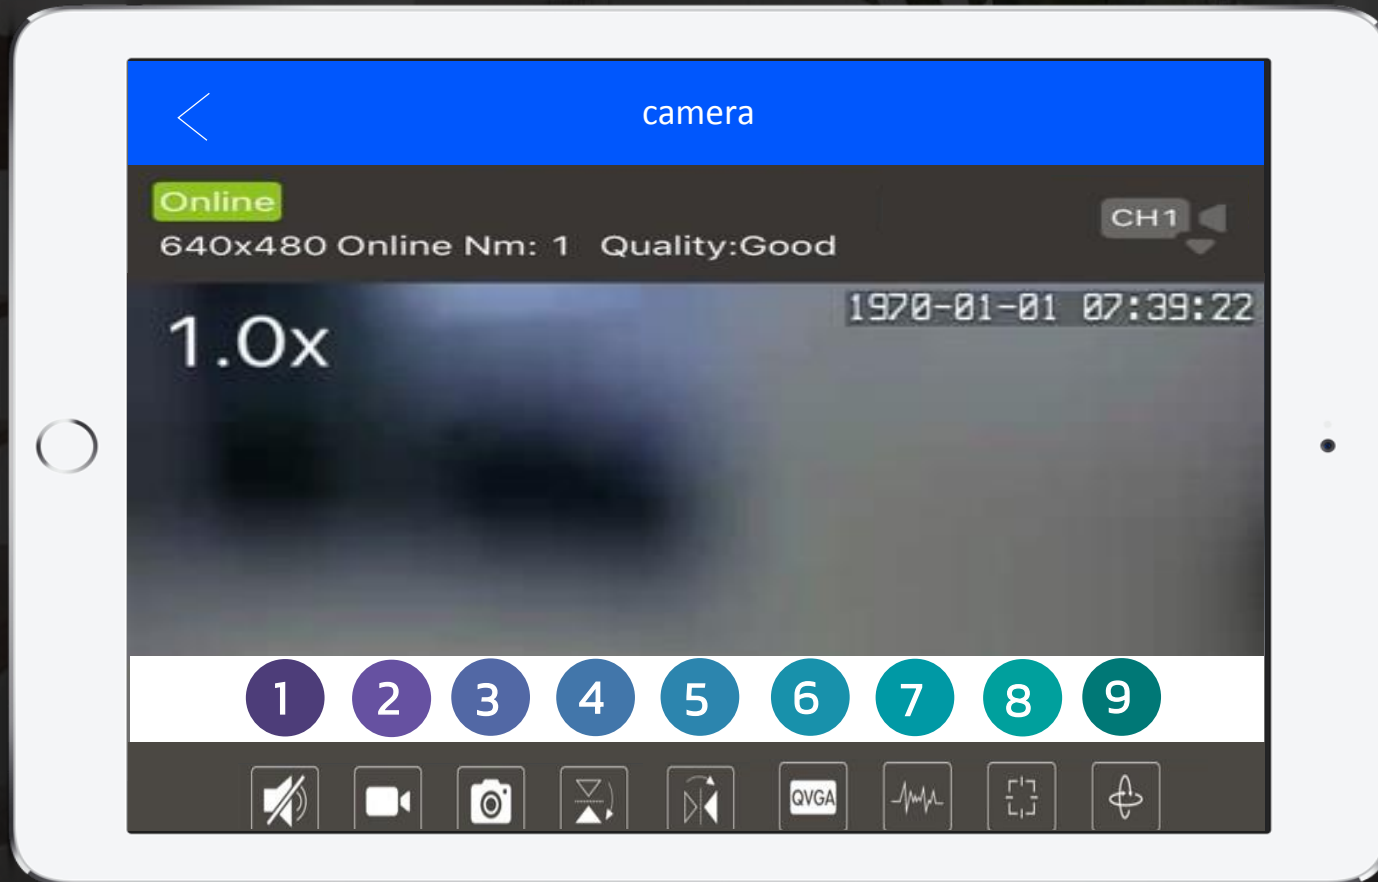 camera
Online
CH1
640x480 Online Nm: 1 Quality:Good
1970-01-01 07:39:22
1.0x
1 2 3 4 5 6 7 8 9
QVGA